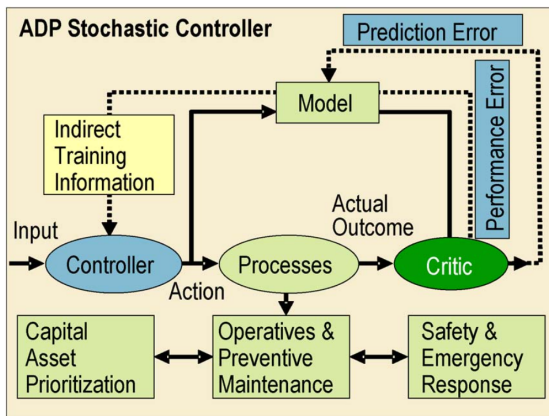 ADP Stochastic Controller
Prediction Error
Model
Performance Error
Indirect
Training
Information
Actual
Outcome
Input
Controller
Processes
Critic
Action
Capital
Asset
Prioritization
Operatives &
Preventive
Maintenance
Safety &
Emergency
Response